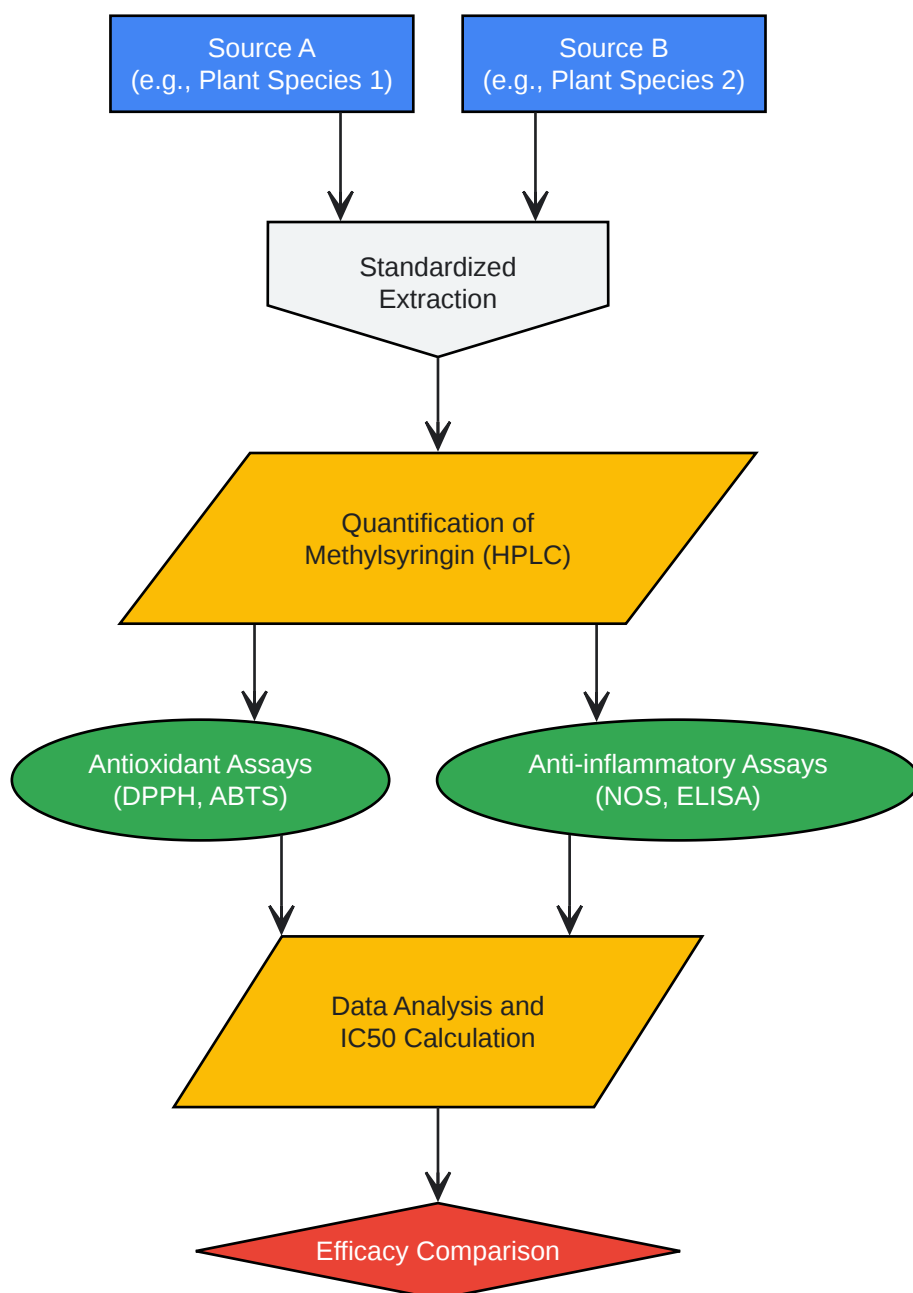 Source A
(e.g., Plant Species 1)
Source B
(e.g., Plant Species 2)
Standardized
Extraction
Quantification of
Methylsyringin (HPLC)
Antioxidant Assays
(DPPH, ABTS)
Anti-inflammatory Assays
(NOS, ELISA)
Data Analysis and
IC50 Calculation
Efficacy Comparison